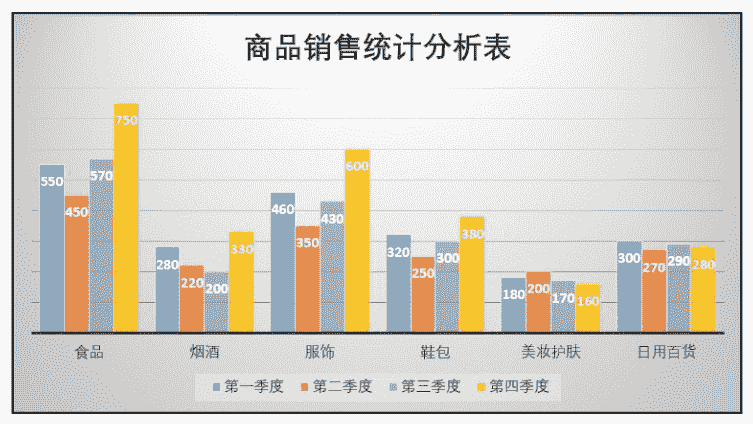 商品销售统计分析表
550 450 570 750
280 220 200 330
460 350 430 600
320 250 300 380
180 200 170 160
300 270 290 280
食品 烟酒 服饰 鞋包 美妆护肤 日用百货
第一季度 第二季度 第三季度 第四季度